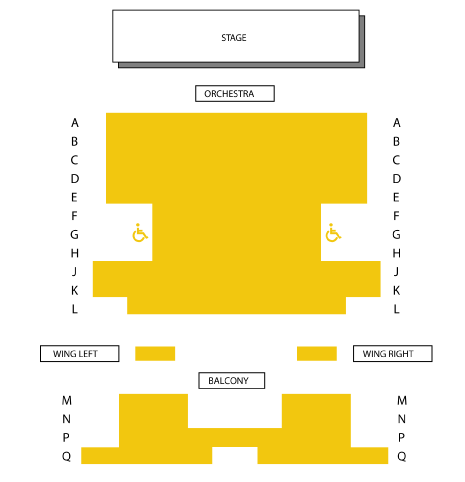 STAGE
ORCHESTRA
A A
B B
C C
D D
E E
F F
G G
H H
J J
K K
L L
WING LEFT WING RIGHT
BALCONY
M M
N N
P P
Q Q